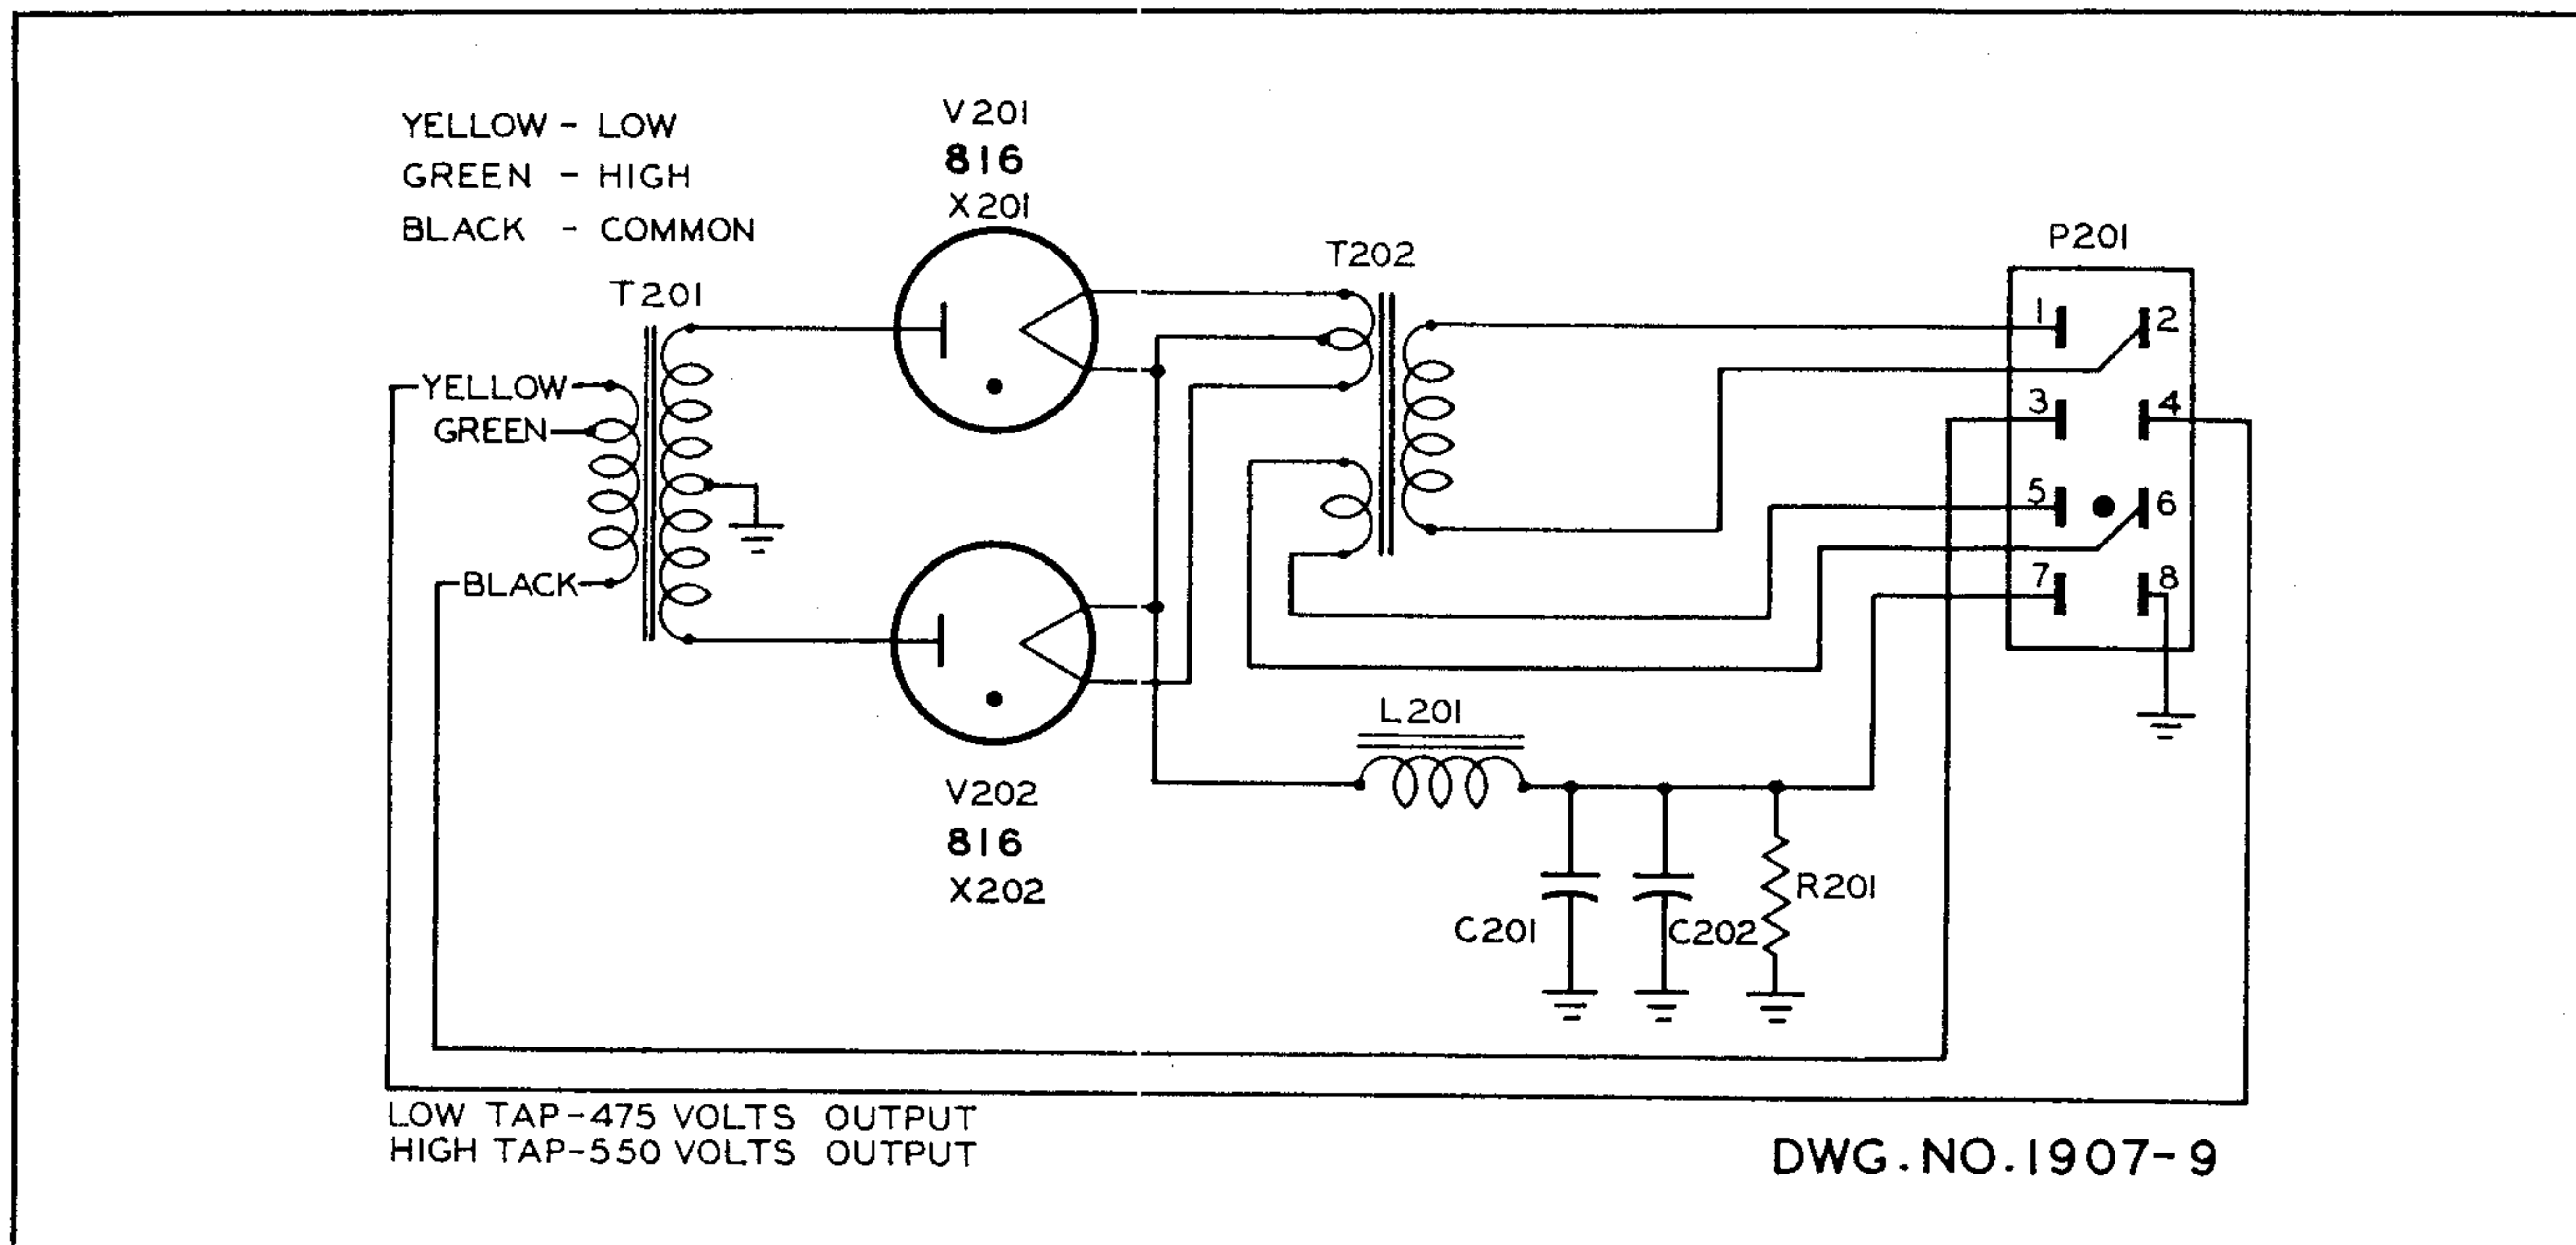 YELLOW - LOW
GREEN - HIGH
BLACK - COMMON
V201
816
X201
T201
T202
P201
YELLOW
GREEN
BLACK
1
2
3
4
5
6
7
8
L201
V202
816
X202
C201
C202
R201
LOW TAP-475 VOLTS OUTPUT
HIGH TAP-550 VOLTS OUTPUT
DWG. NO. 1907-9